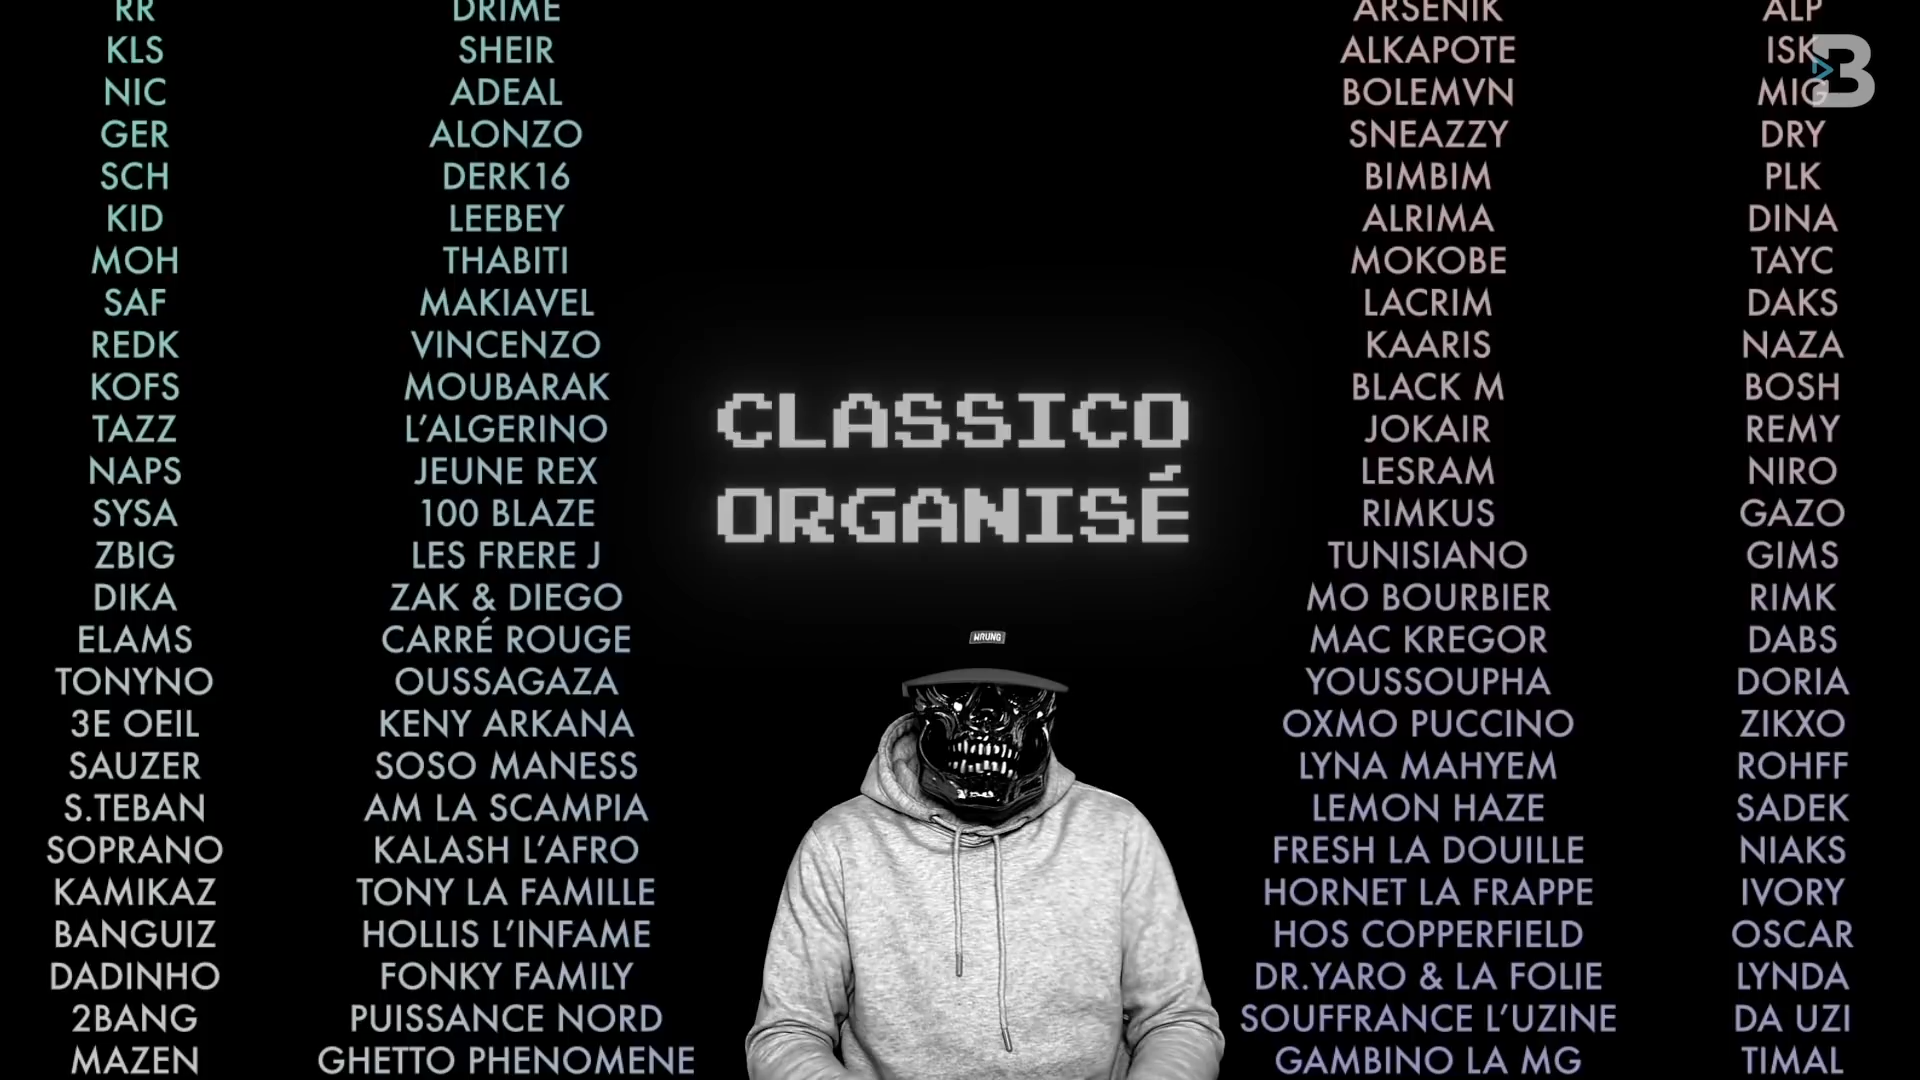 RR
KLS
NIC
GER
SCH
KID
MOH
SAF
REDK
KOFS
TAZZ
NAPS
SYSA
ZBIG
DIKA
ELAMS
TONYNO
3E OEIL
SAUZER
S.TEBAN
SOPRANO
KAMIKAZ
BANGUIZ
DADINHO
2BANG
MAZEN
DRIME
SHEIR
ADEAL
ALONZO
DERK16
LEEBEY
THABITI
MAKIAVEL
VINCENZO
MOUBARAK
L'ALGERINO
JEUNE REX
100 BLAZE
LES FRERE J
ZAK & DIEGO
CARRÉ ROUGE
OUSSAGAZA
KENY ARKANA
SOSO MANESS
AM LA SCAMPIA
KALASH L'AFRO
TONY LA FAMILLE
HOLLIS L'INFAME
FONKY FAMILY
PUISSANCE NORD
GHETTO PHENOMENE
CLASSICO
ORGANISÉ
WRUNG
ARSENIK
ALKAPOTE
BOLEMVN
SNEAZZY
BIMBIM
ALRIMA
MOKOBE
LACRIM
KAARIS
BLACK M
JOKAIR
LESRAM
RIMKUS
TUNISIANO
MO BOURBIER
MAC KREGOR
YOUSSOUPHA
OXMO PUCCINO
LYNA MAHYEM
LEMON HAZE
FRESH LA DOUILLE
HORNET LA FRAPPE
HOS COPPERFIELD
DR.YARO & LA FOLIE
SOUFFRANCE L'UZINE
GAMBINO LA MG
ALP
ISK
MIG
DRY
PLK
DINA
TAYC
DAKS
NAZA
BOSH
REMY
NIRO
GAZO
GIMS
RIMK
DABS
DORIA
ZIKXO
ROHFF
SADEK
NIAKS
IVORY
OSCAR
LYNDA
DA UZI
TIMAL
B